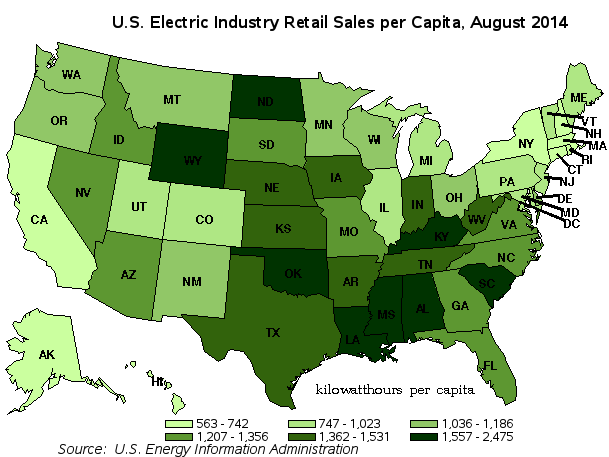 U.S. Electric Industry Retail Sales per Capita, August 2014
WA
MT
ND
MN
ME
OR
ID
SD
WI
MI
NY
VT
NH
MA
RI
CT
WY
NE
IA
PA
NJ
NV
UT
CO
IL
IN
OH
DE
MD
DC
CA
KS
MO
WV
VA
KY
AZ
NM
OK
AR
TN
NC
SC
TX
LA
MS
AL
GA
FL
AK
HI
kilowatthours per capita
563 - 742 747 - 1,023 1,036 - 1,186
1,207 - 1,356 1,362 - 1,531 1,557 - 2,475
Source: U.S. Energy Information Administration